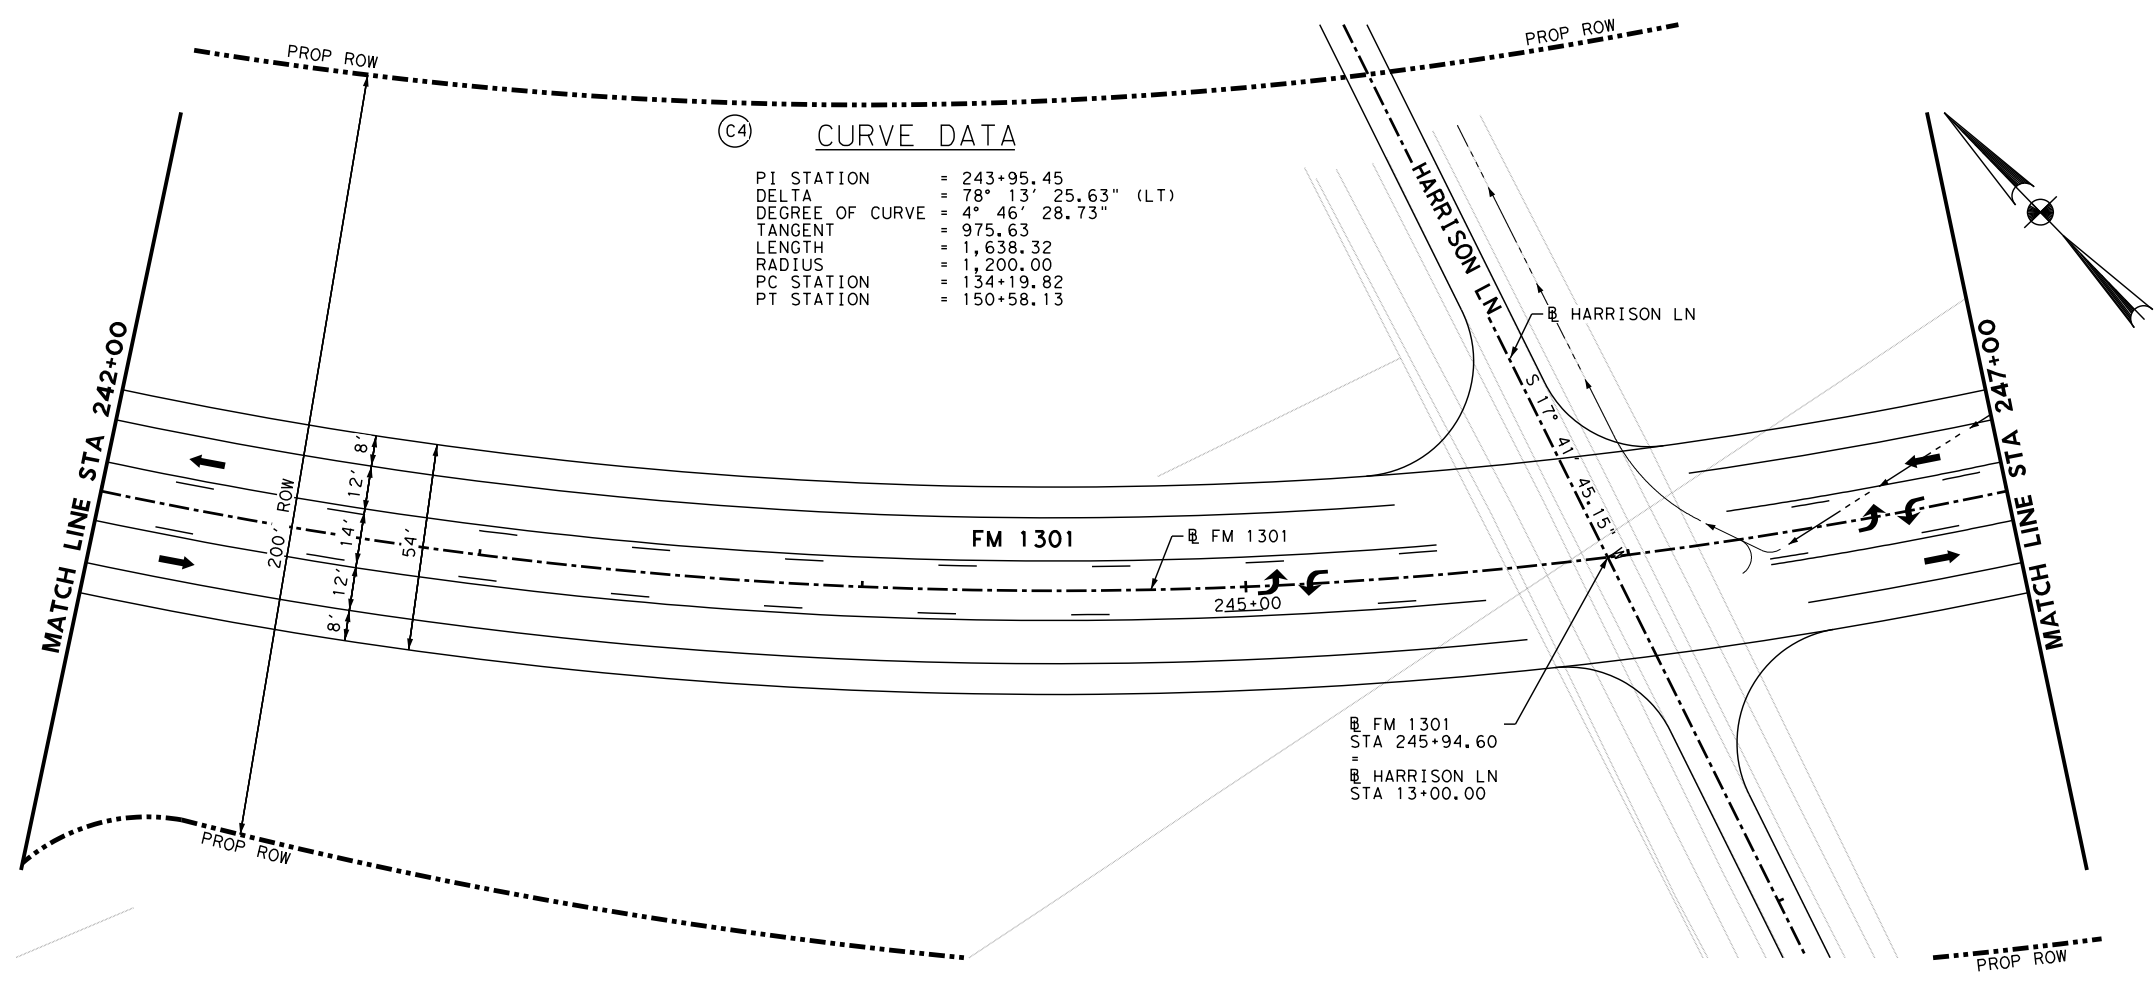 PROP ROW
PROP ROW
C4
CURVE DATA
PI STATION = 243+95.45
DELTA = 78° 13' 25.63" (LT)
DEGREE OF CURVE = 4° 46' 28.73"
TANGENT = 975.63
LENGTH = 1,638.32
RADIUS = 1,200.00
PC STATION = 134+19.82
PT STATION = 150+58.13
HARRISON LN
BL HARRISON LN
MATCH LINE STA 242+00
MATCH LINE STA 247+00
S 17° 41' 45.15" W
200' ROW
8'
12'
14'
12'
8'
54'
FM 1301
BL FM 1301
245+00
BL FM 1301
STA 245+94.60
=
BL HARRISON LN
STA 13+00.00
PROP ROW
PROP ROW